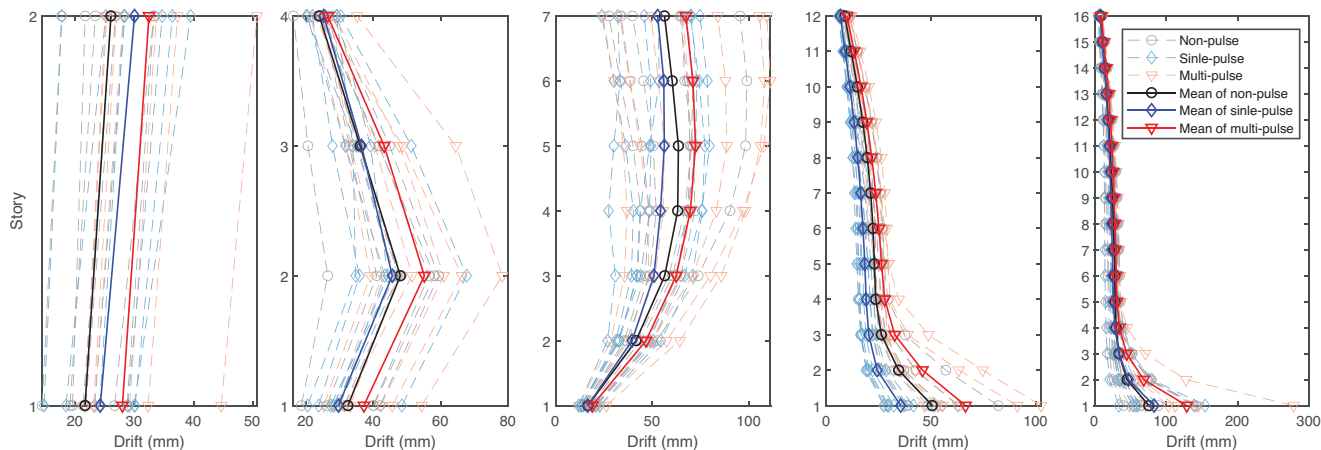 Story
2
1
20 30 40 50
Drift (mm)
4
3
2
1
20 40 60 80
Drift (mm)
7
6
5
4
3
2
1
0 50 100
Drift (mm)
12
11
10
9
8
7
6
5
4
3
2
1
0 50 100
Drift (mm)
16
15
14
13
12
11
10
9
8
7
6
5
4
3
2
1
0 100 200 300
Drift (mm)
Non-pulse
Sinle-pulse
Multi-pulse
Mean of non-pulse
Mean of sinle-pulse
Mean of multi-pulse